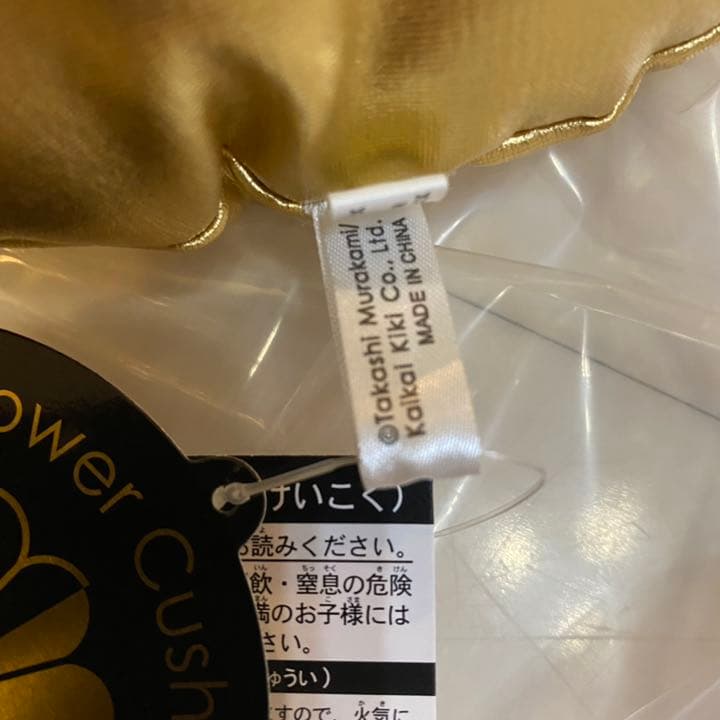 ©Takashi Murakami/
Kaikai Kiki Co., Ltd.
MADE IN CHINA
ower Cush
けいこく）
読みください。
飲・窒息の危険
満のお子様には
さい。
ゅうい）
すので、火気に